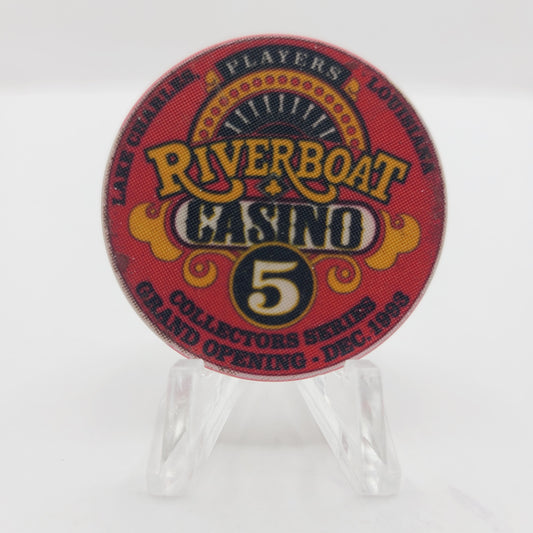 PLAYERS
LAKE CHARLES,
LOUISIANA
RIVERBOAT
CASINO
5
COLLECTORS SERIES
GRAND OPENING - DEC. 1993